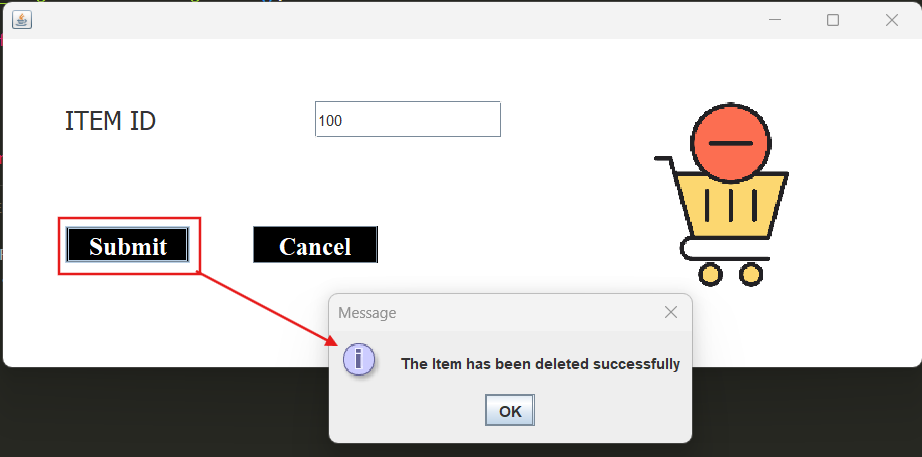 ITEM ID
100
Submit
Cancel
Message
The Item has been deleted successfully
OK